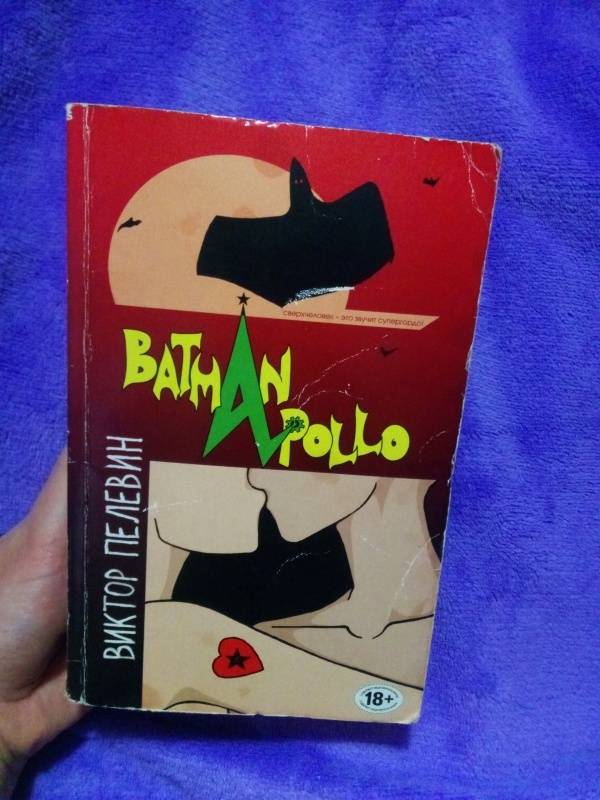 сверхчеловек - это звучит супергордо!
BATMAN
APOLLO
ВИКТОР ПЕЛЕВИН
18+